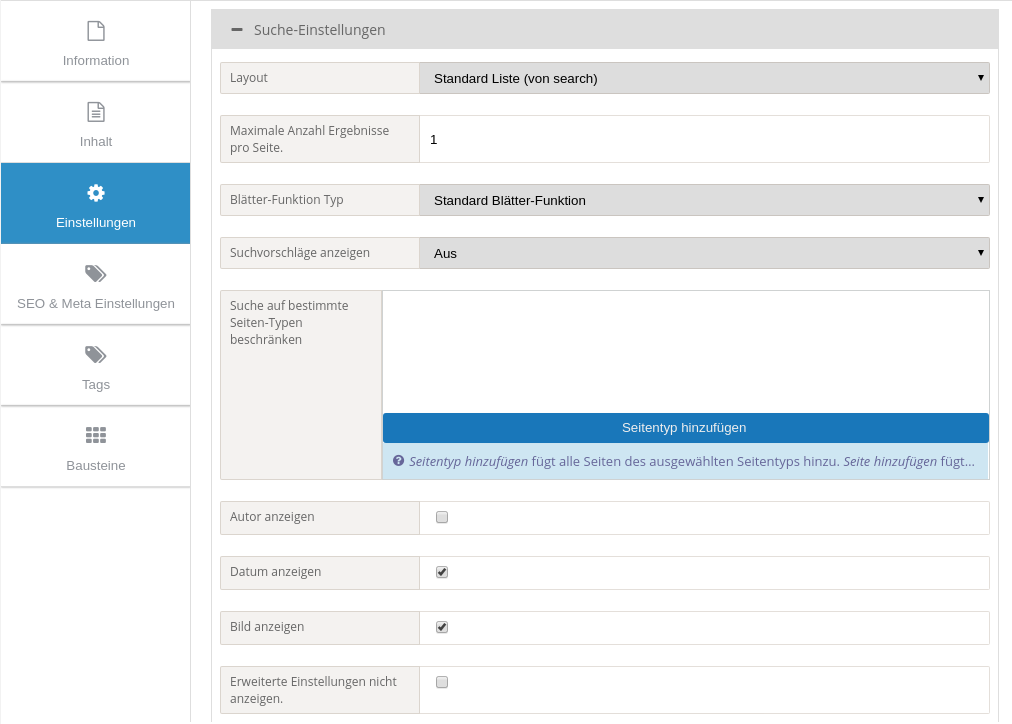 Information
Inhalt
Einstellungen
SEO & Meta Einstellungen
Tags
Bausteine
Suche-Einstellungen
Layout
Standard Liste (von search)
Maximale Anzahl Ergebnisse
pro Seite.
1
Blätter-Funktion Typ
Standard Blätter-Funktion
Suchvorschläge anzeigen
Aus
Suche auf bestimmte
Seiten-Typen
beschränken
Seitentyp hinzufügen
Seitentyp hinzufügen fügt alle Seiten des ausgewählten Seitentyps hinzu. Seite hinzufügen fügt...
Autor anzeigen
Datum anzeigen
Bild anzeigen
Erweiterte Einstellungen nicht
anzeigen.